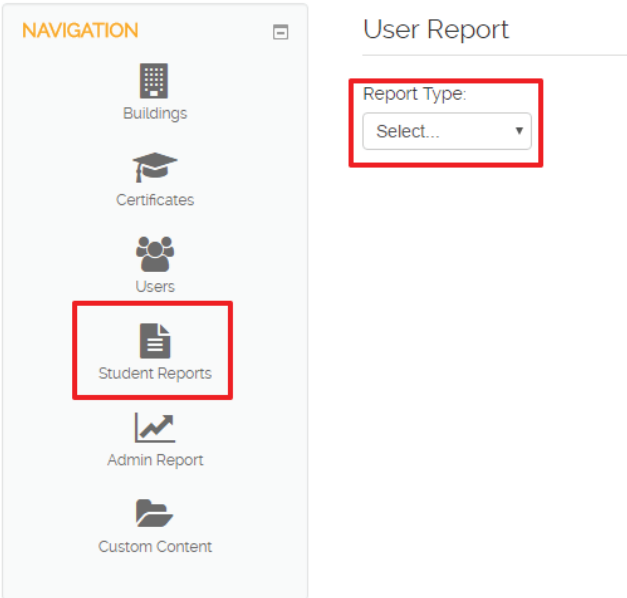 NAVIGATION
Buildings
Certificates
Users
Student Reports
Admin Report
Custom Content
User Report
Report Type:
Select...